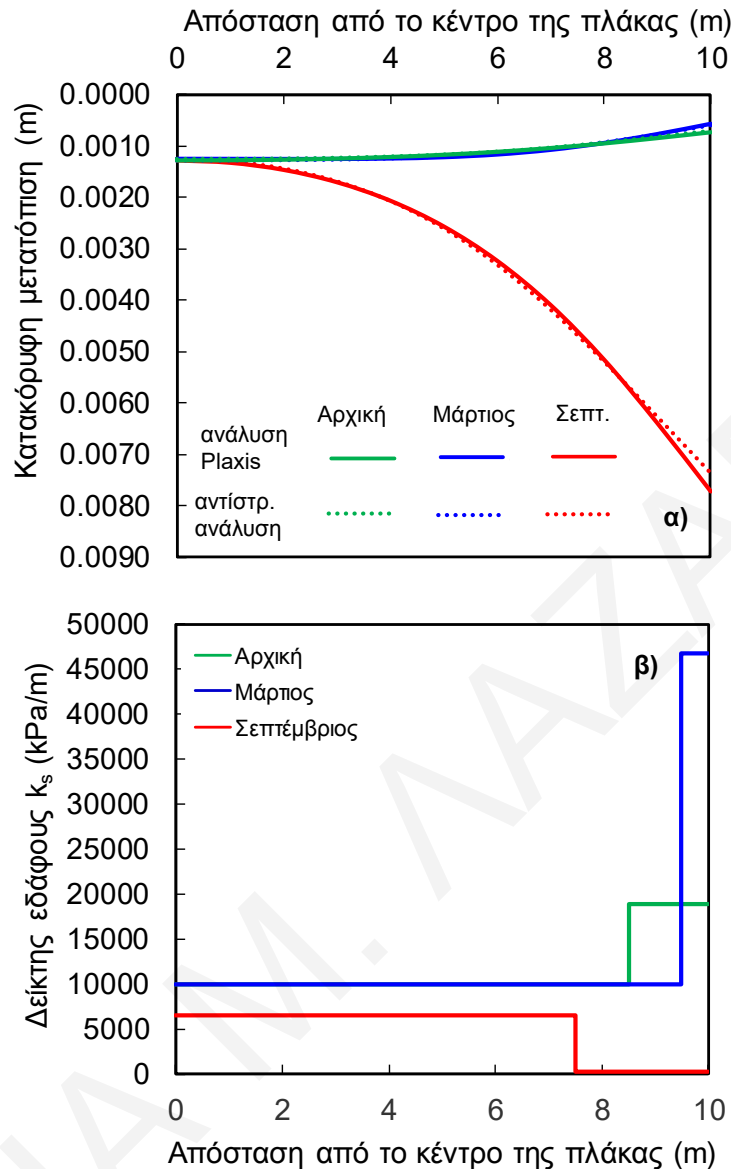 Απόσταση από το κέντρο της πλάκας (m)
0 2 4 6 8 10
Κατακόρυφη μετατόπιση (m)
0.0000
0.0010
0.0020
0.0030
0.0040
0.0050
0.0060
0.0070
0.0080
0.0090
Αρχική Μάρτιος Σεπτ.
ανάλυση
Plaxis
αντίστρ.
ανάλυση
α)
Δείκτης εδάφους ks (kPa/m)
50000
45000
40000
35000
30000
25000
20000
15000
10000
5000
0
Αρχική
Μάρτιος
Σεπτέμβριος
β)
0 2 4 6 8 10
Απόσταση από το κέντρο της πλάκας (m)
Μ. ΛΑΖΑ